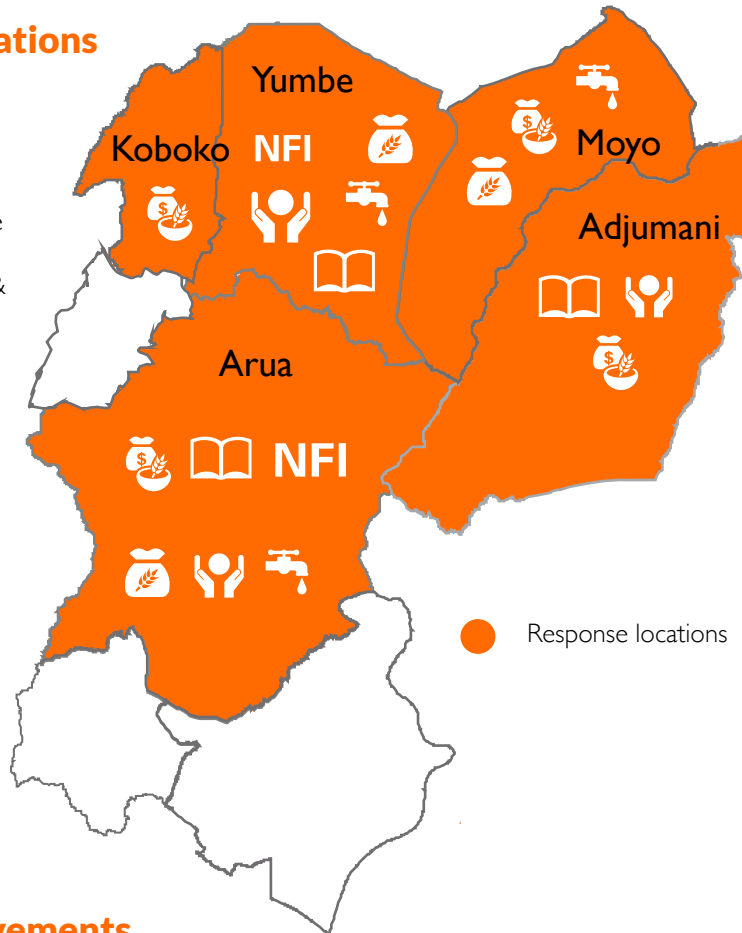 ations
Yumbe
Koboko
NFI
Moyo
e
Adjumani
&
Arua
NFI
Response locations
vements